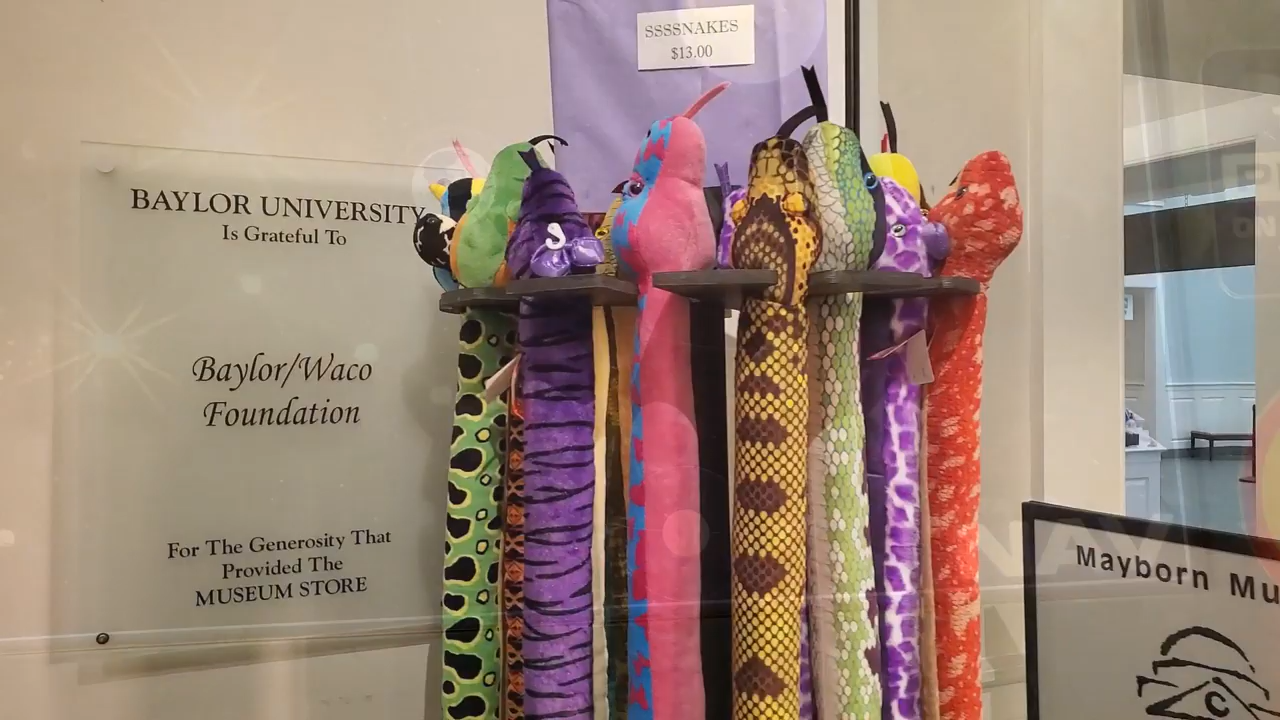 SSSSNAKES
$13.00
BAYLOR UNIVERSITY
Is Grateful To
Baylor/Waco
Foundation
For The Generosity That
Provided The
MUSEUM STORE
Mayborn Mu
C